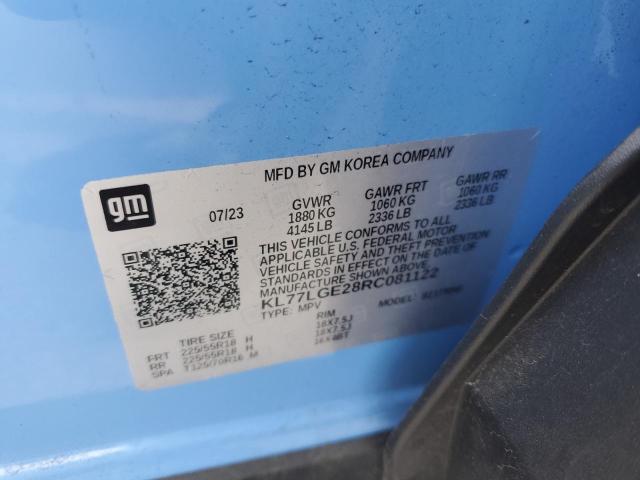 MFD BY GM KOREA COMPANY
gm
07/23
GVWR
1880 KG
4145 LB
GAWR FRT
1060 KG
2336 LB
GAWR RR
1060 KG
2336 LB
THIS VEHICLE CONFORMS TO ALL
APPLICABLE U.S. FEDERAL MOTOR
VEHICLE SAFETY AND THEFT PREVENTION
STANDARDS IN EFFECT ON THE DATE OF
MANUFACTURE SHOWN ABOVE.
KL77LGE28RC081122
TYPE: MPV
MODEL:
TIRE SIZE
RIM
FRT 225/55R18 H 18X7.5J
RR 225/55R18 H 18X7.5J
SPA T125/70R16 M 16X4BT